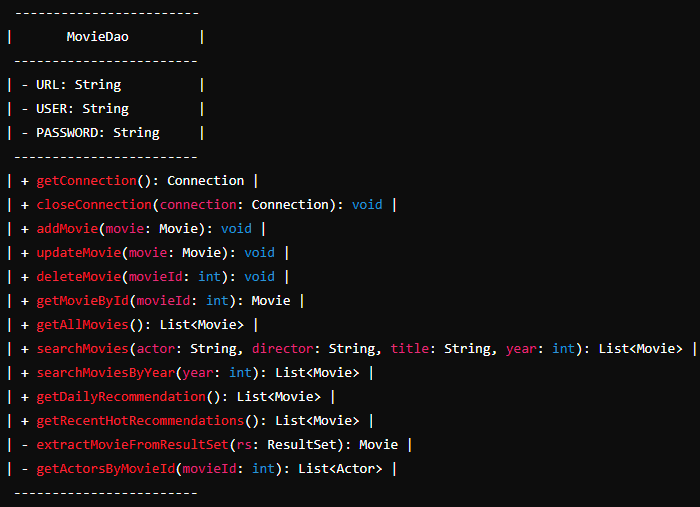 ------------------------
|       MovieDao         |
------------------------
| - URL: String          |
| - USER: String         |
| - PASSWORD: String     |
------------------------
| + getConnection(): Connection |
| + closeConnection(connection: Connection): void |
| + addMovie(movie: Movie): void |
| + updateMovie(movie: Movie): void |
| + deleteMovie(movieId: int): void |
| + getMovieById(movieId: int): Movie |
| + getAllMovies(): List<Movie> |
| + searchMovies(actor: String, director: String, title: String, year: int): List<Movie> |
| + searchMoviesByYear(year: int): List<Movie> |
| + getDailyRecommendation(): List<Movie> |
| + getRecentHotRecommendations(): List<Movie> |
| - extractMovieFromResultSet(rs: ResultSet): Movie |
| - getActorsByMovieId(movieId: int): List<Actor> |
------------------------